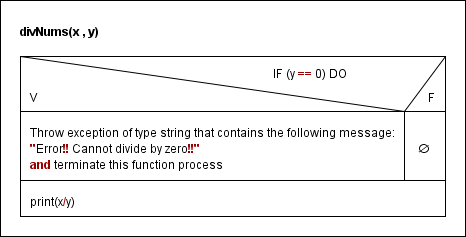 divNums(x , y)
IF (y == 0) DO
V
F
Throw exception of type string that contains the following message:
"Error!! Cannot divide by zero!!"
and terminate this function process
∅
print(x/y)